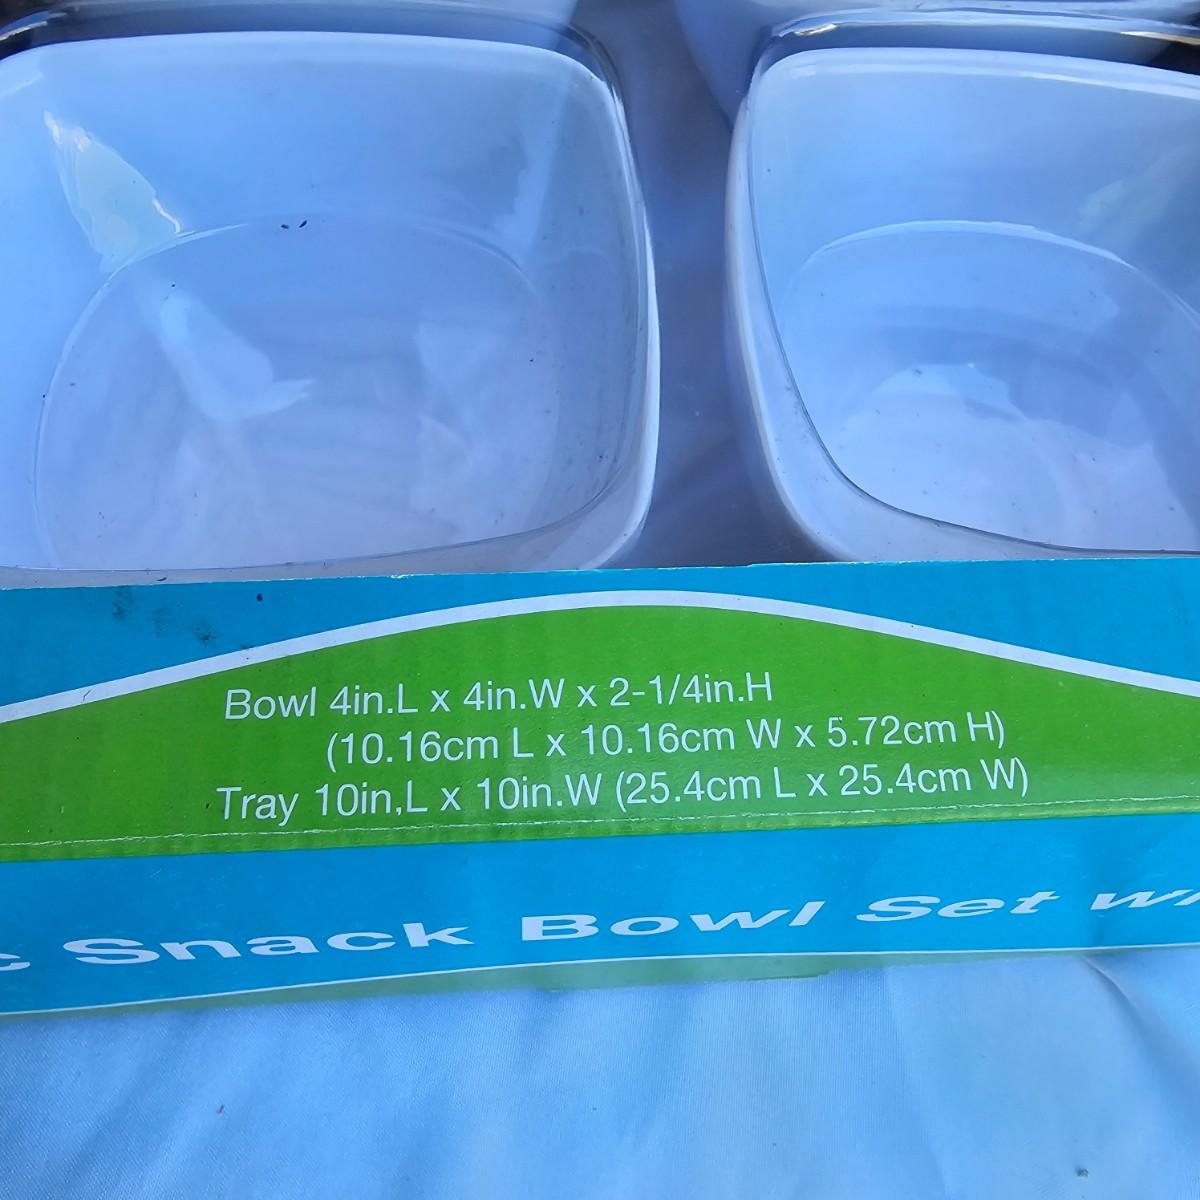 Bowl 4in.L x 4in.W x 2-1/4in.H
(10.16cm L x 10.16cm W x 5.72cm H)
Tray 10in,L x 10in.W (25.4cm L x 25.4cm W)
Snack Bowl Set